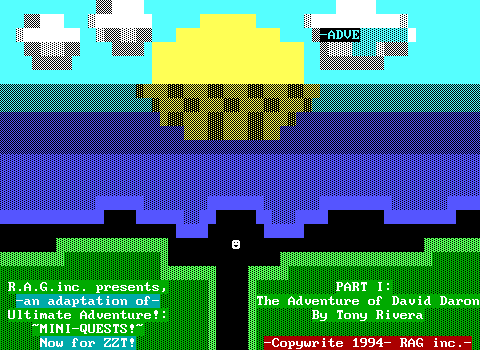 -ADVE
R.A.G.inc. presents,
-an adaptation of-
Ultimate Adventure!:
~MINI-QUESTS!~
Now for ZZT!
PART I:
The Adventure of David Daron
By Tony Rivera
-Copywrite 1994- RAG inc.-